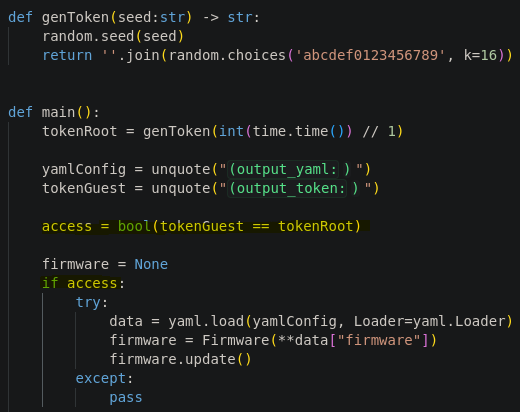 def genToken(seed:str) -> str:
    random.seed(seed)
    return ''.join(random.choices('abcdef0123456789', k=16))
def main():
    tokenRoot = genToken(int(time.time()) // 1)
    yamlConfig = unquote("(output_yaml: )")
    tokenGuest = unquote("(output_token: )")
    access = bool(tokenGuest == tokenRoot)
    firmware = None
    if access:
        try:
            data = yaml.load(yamlConfig, Loader=yaml.Loader)
            firmware = Firmware(**data["firmware"])
            firmware.update()
        except:
            pass